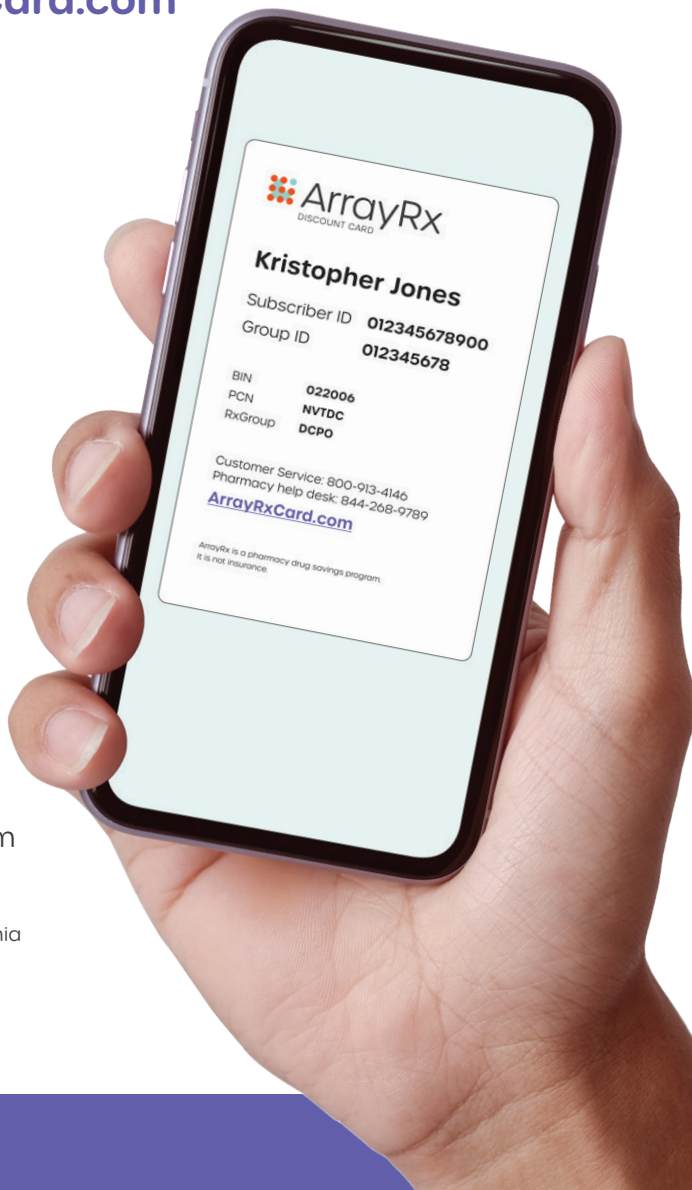 Card.com
ArrayRx
DISCOUNT CARD
Kristopher Jones
Subscriber ID 012345678900
Group ID 012345678
BIN 022006
PCN NVTDC
RxGroup DCPO
Customer Service: 800-913-4146
Pharmacy help desk: 844-268-9789
ArrayRxCard.com
ArrayRx is a pharmacy drug savings program.
It is not insurance.